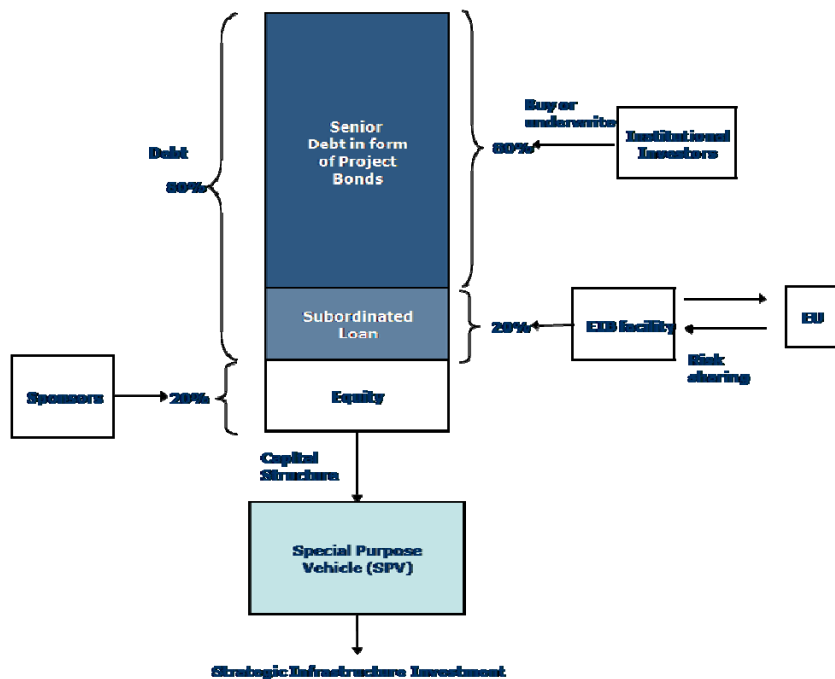 Senior
Debt in form
of Project
Bonds
Debt
80%
Buy or
underwrite
80%
Institutional
Investors
Subordinated
Loan
20%
EIB facility
EU
Risk
sharing
Sponsors
20%
Equity
Capital
Structure
Special Purpose
Vehicle (SPV)
Strategic Infrastructure Investment